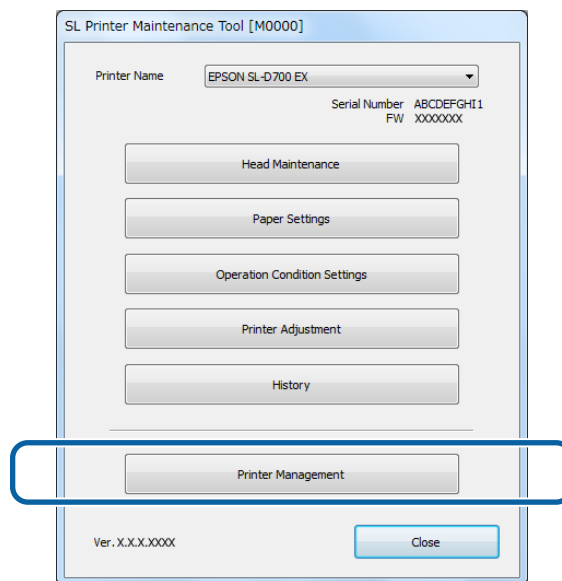 SL Printer Maintenance Tool [M0000]
Printer Name EPSON SL-D700 EX
Serial Number ABCDEFGHI1
FW XXXXXXX
Head Maintenance
Paper Settings
Operation Condition Settings
Printer Adjustment
History
Printer Management
Ver. X.X.X.XXXX Close